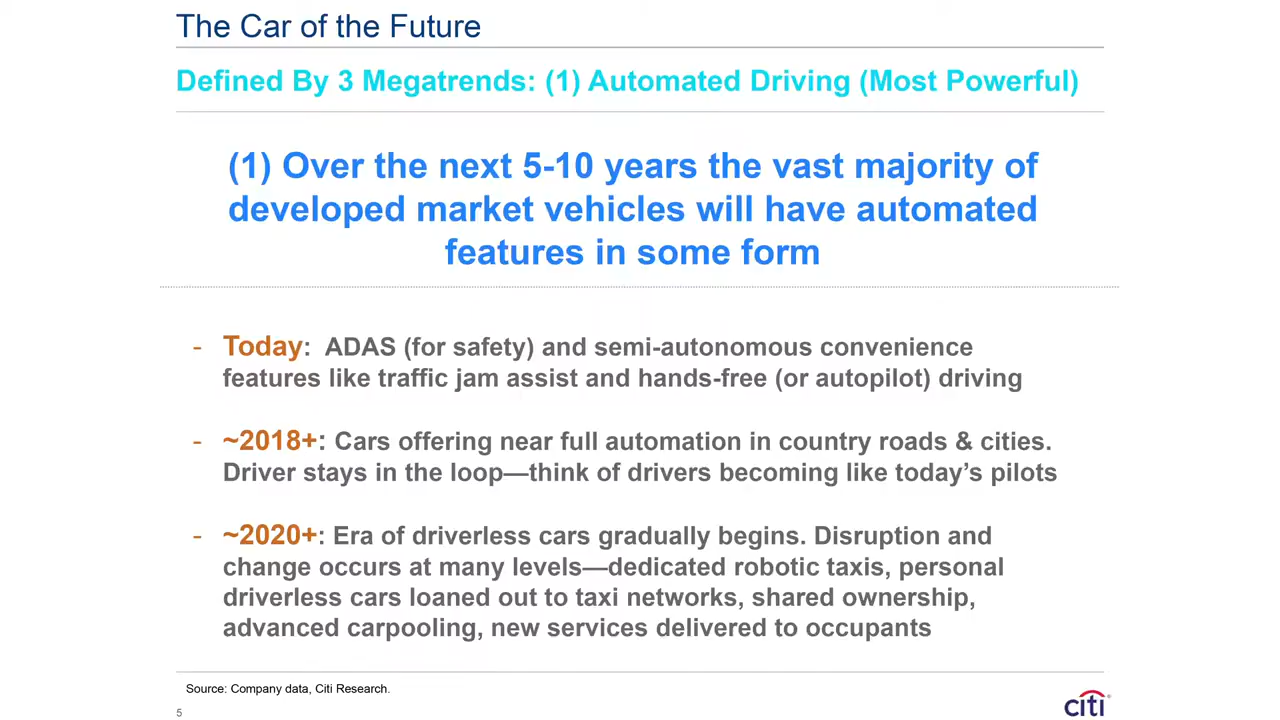 The Car of the Future
Defined By 3 Megatrends: (1) Automated Driving (Most Powerful)
(1) Over the next 5-10 years the vast majority of
developed market vehicles will have automated
features in some form
- Today: ADAS (for safety) and semi-autonomous convenience
features like traffic jam assist and hands-free (or autopilot) driving
- ~2018+: Cars offering near full automation in country roads & cities.
Driver stays in the loop—think of drivers becoming like today’s pilots
- ~2020+: Era of driverless cars gradually begins. Disruption and
change occurs at many levels—dedicated robotic taxis, personal
driverless cars loaned out to taxi networks, shared ownership,
advanced carpooling, new services delivered to occupants
Source: Company data, Citi Research.
5
citi®